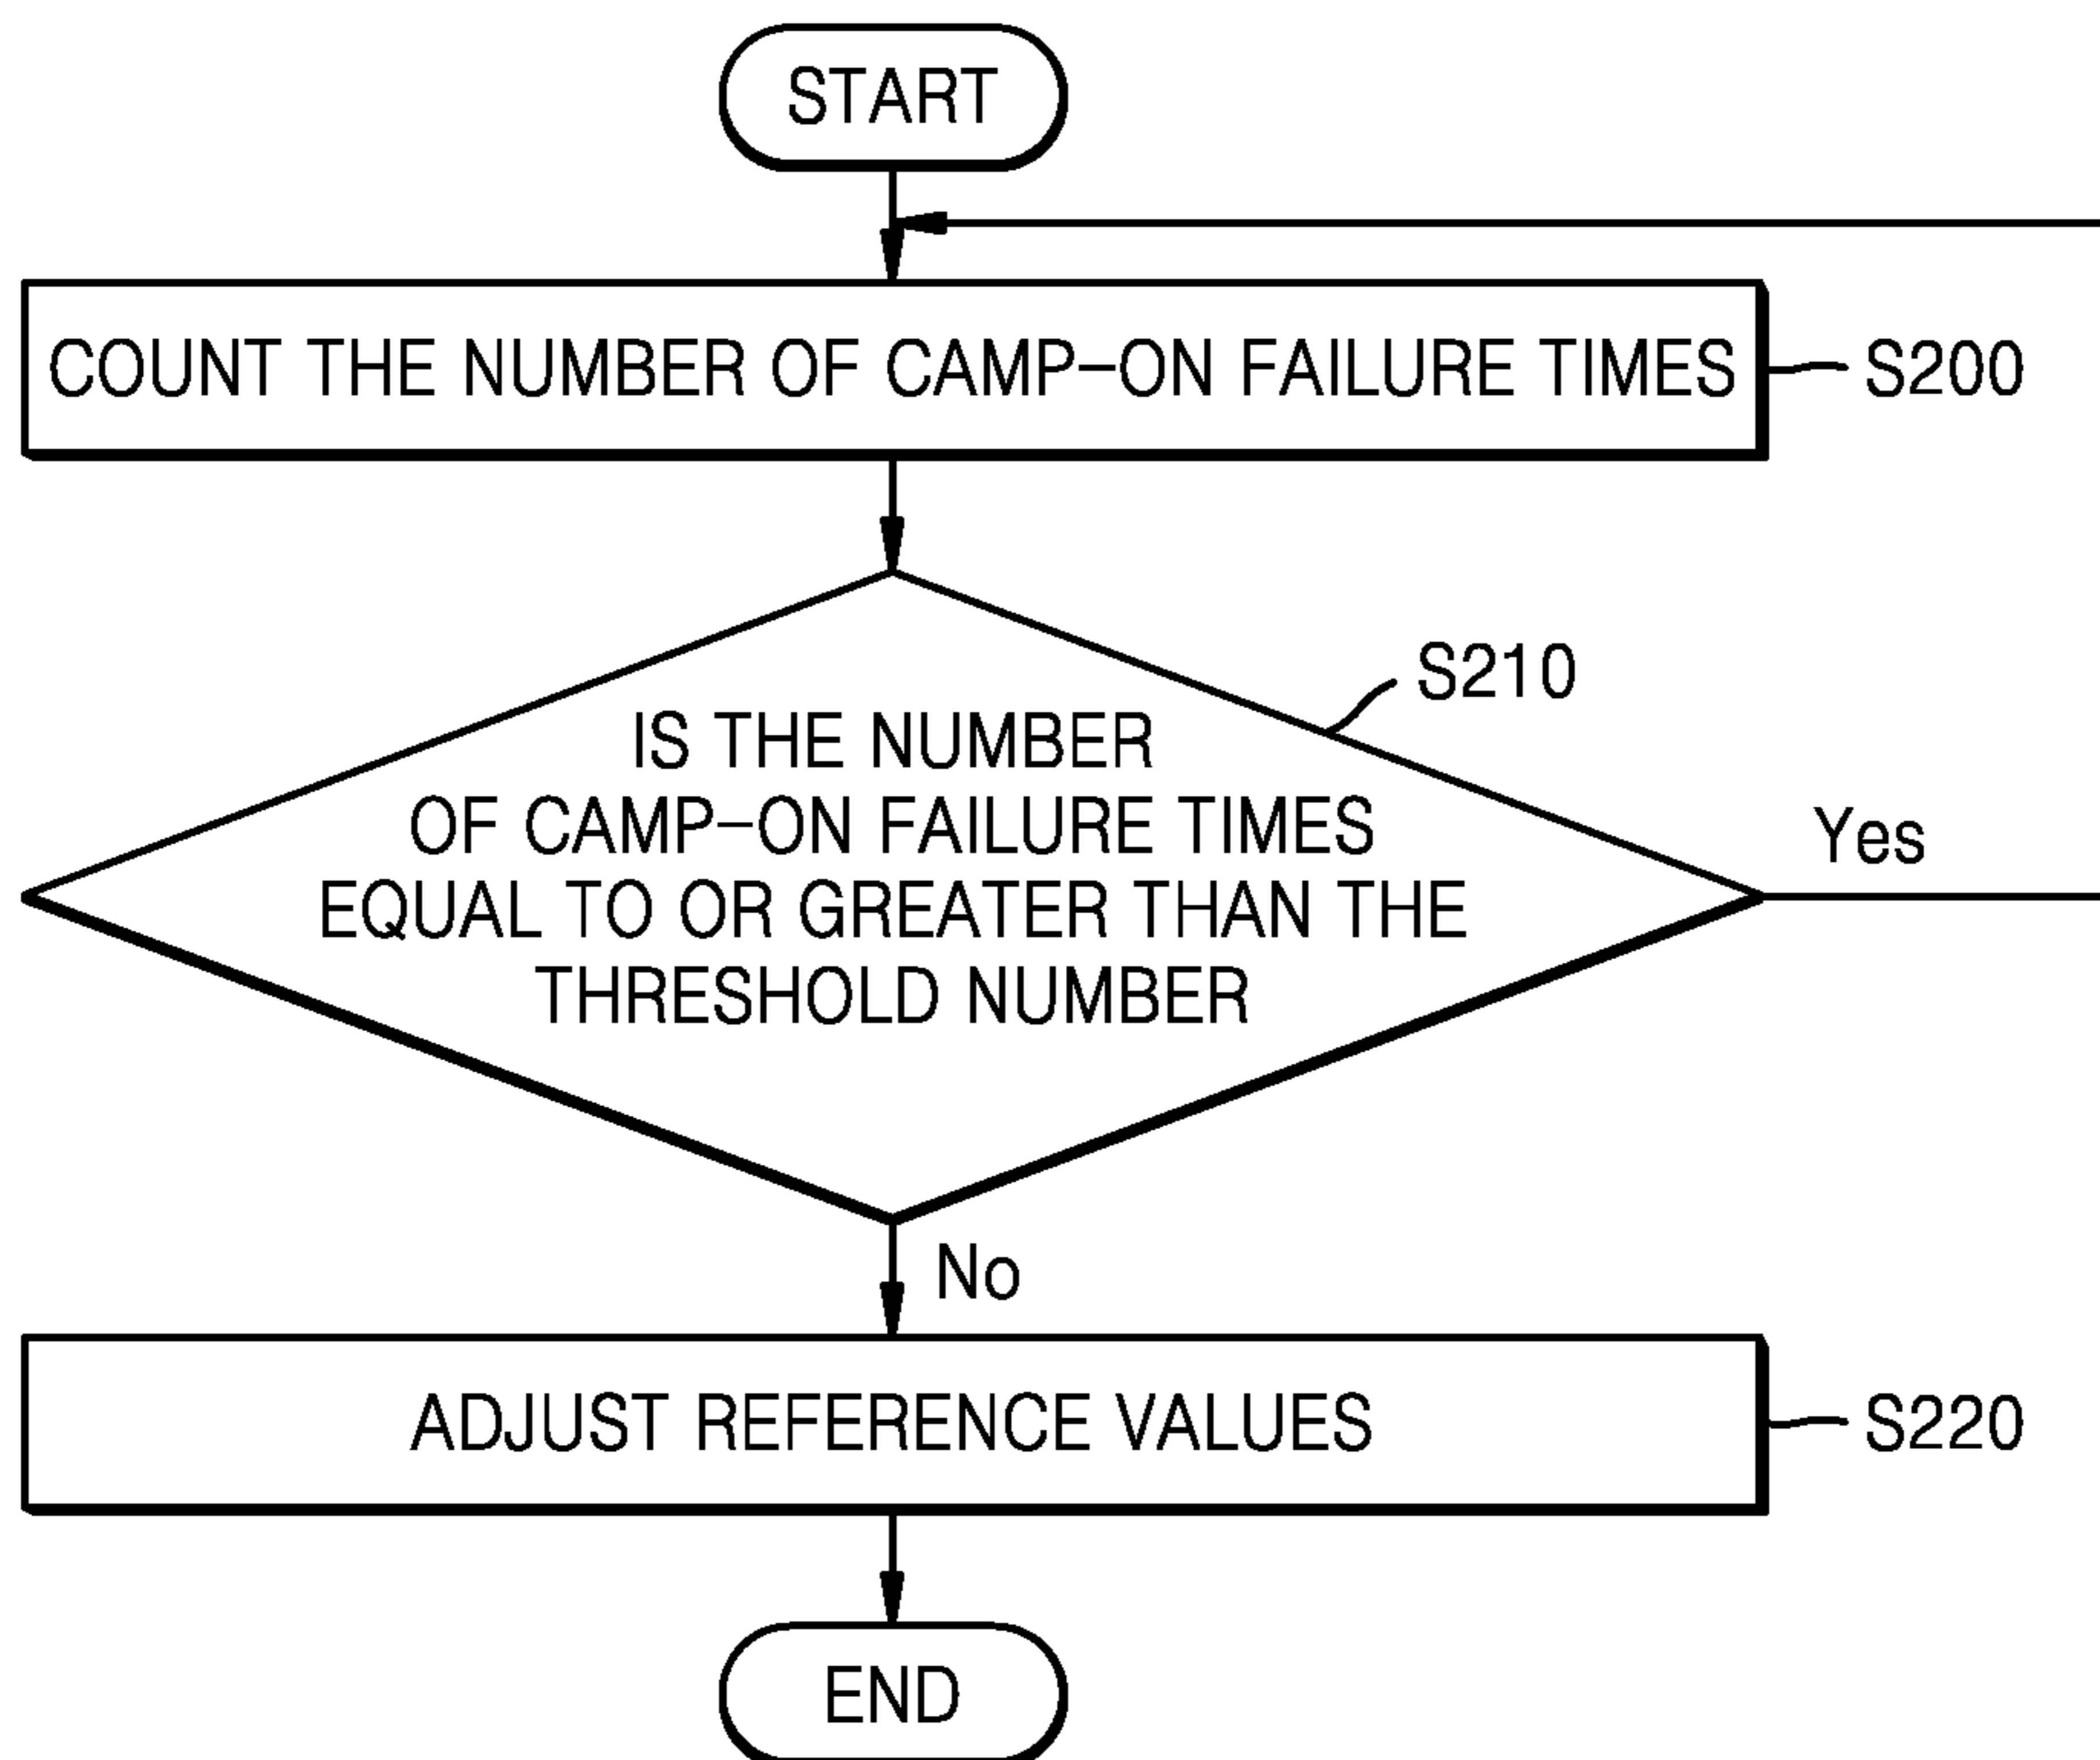 START
COUNT THE NUMBER OF CAMP-ON FAILURE TIMES
S200
S210
IS THE NUMBER
OF CAMP-ON FAILURE TIMES
EQUAL TO OR GREATER THAN THE
THRESHOLD NUMBER
Yes
No
ADJUST REFERENCE VALUES
S220
END